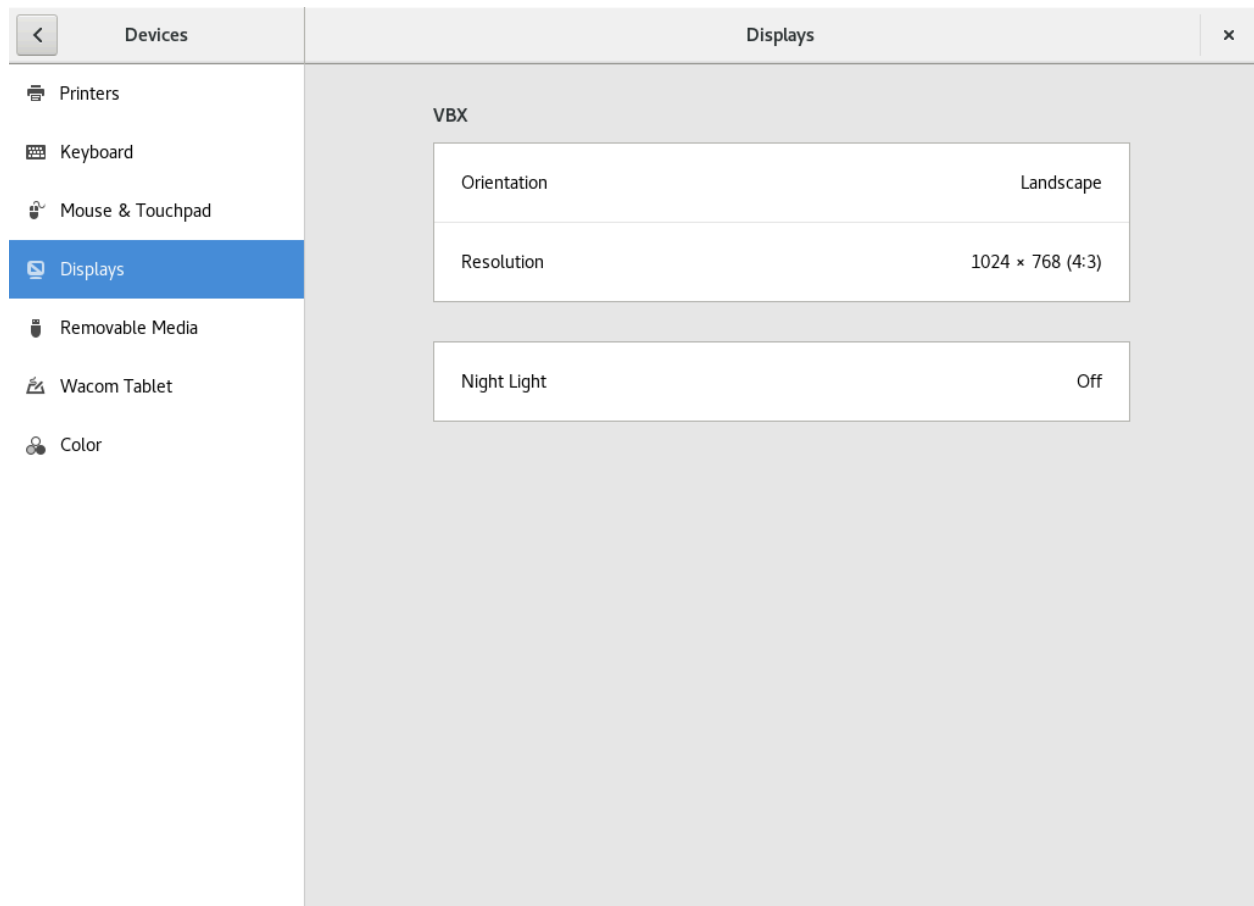 Devices
Displays
Printers
Keyboard
Mouse & Touchpad
Displays
Removable Media
Wacom Tablet
Color
VBX
Orientation Landscape
Resolution 1024 × 768 (4:3)
Night Light Off